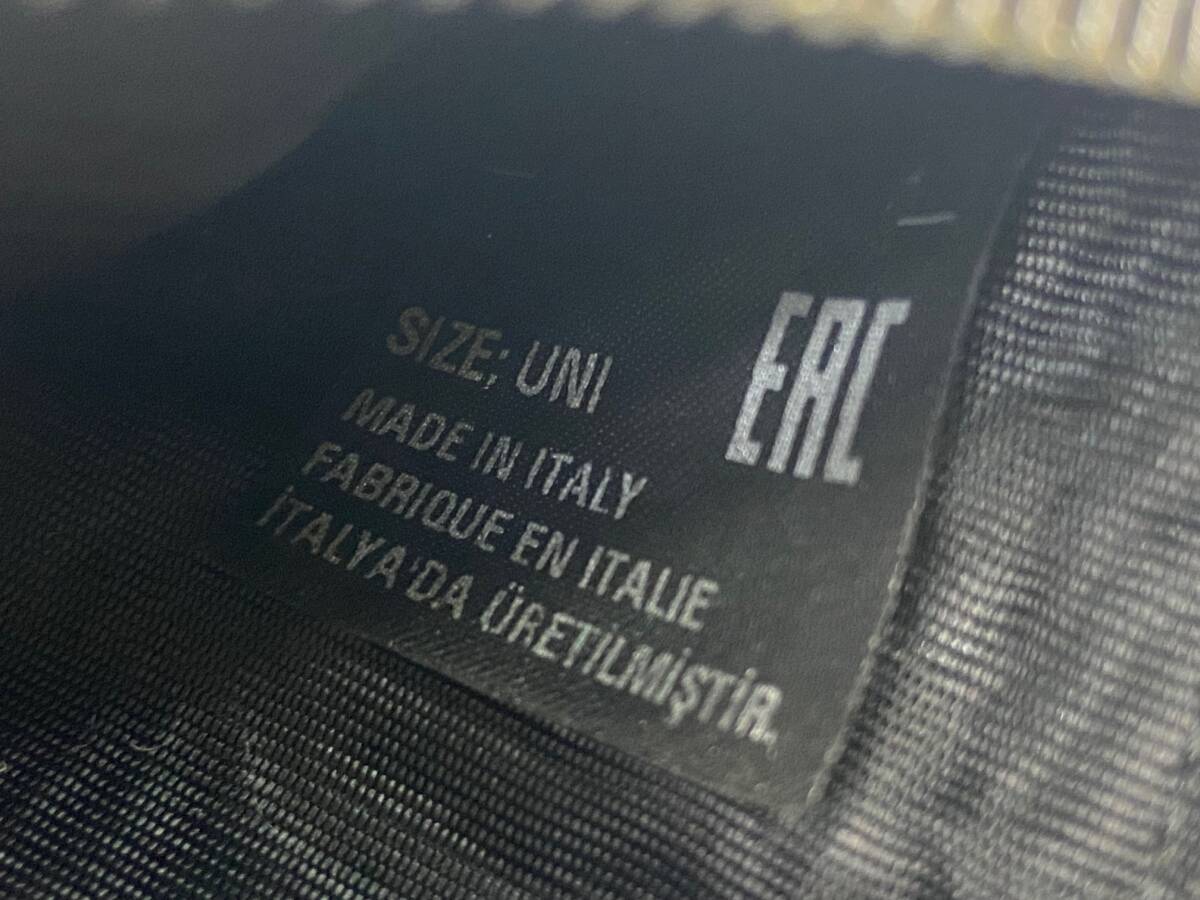 SIZE; UNI
EAC
MADE IN ITALY
FABRIQUE EN ITALIE
İTALYA'DA ÜRETİLMİŞTİR.